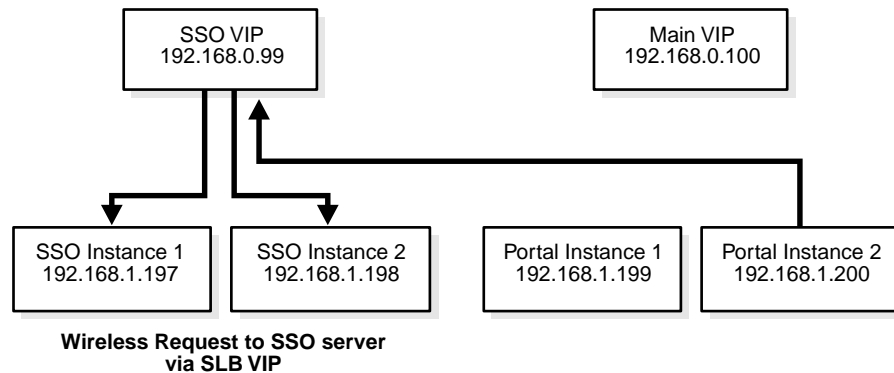 SSO VIP
192.168.0.99
Main VIP
192.168.0.100
SSO Instance 1
192.168.1.197
SSO Instance 2
192.168.1.198
Portal Instance 1
192.168.1.199
Portal Instance 2
192.168.1.200
Wireless Request to SSO server
via SLB VIP